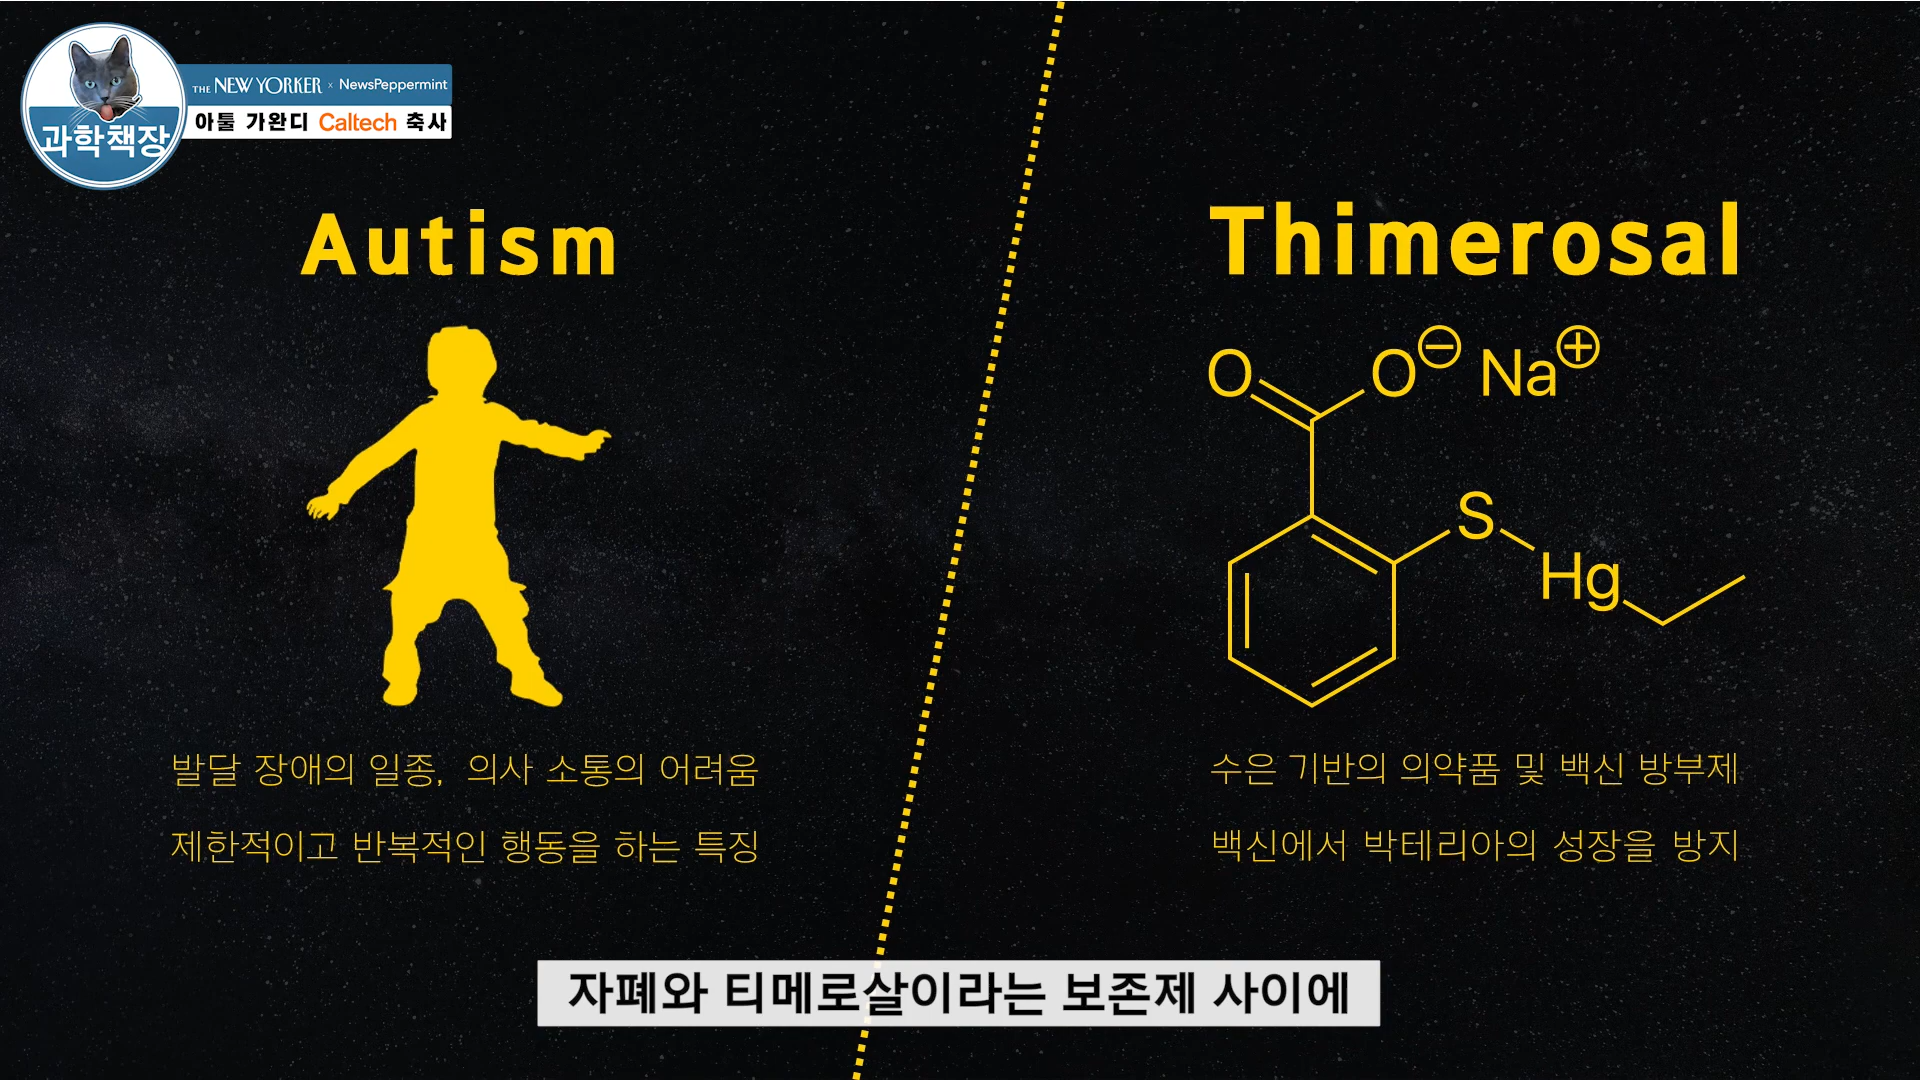 THE NEW YORKER x NewsPeppermint
과학책장
아툴 가완디 Caltech 축사
Autism
Thimerosal
O O⊖ Na⊕
S
Hg
발달 장애의 일종, 의사 소통의 어려움
제한적이고 반복적인 행동을 하는 특징
수은 기반의 의약품 및 백신 방부제
백신에서 박테리아의 성장을 방지
자폐와 티메로살이라는 보존제 사이에